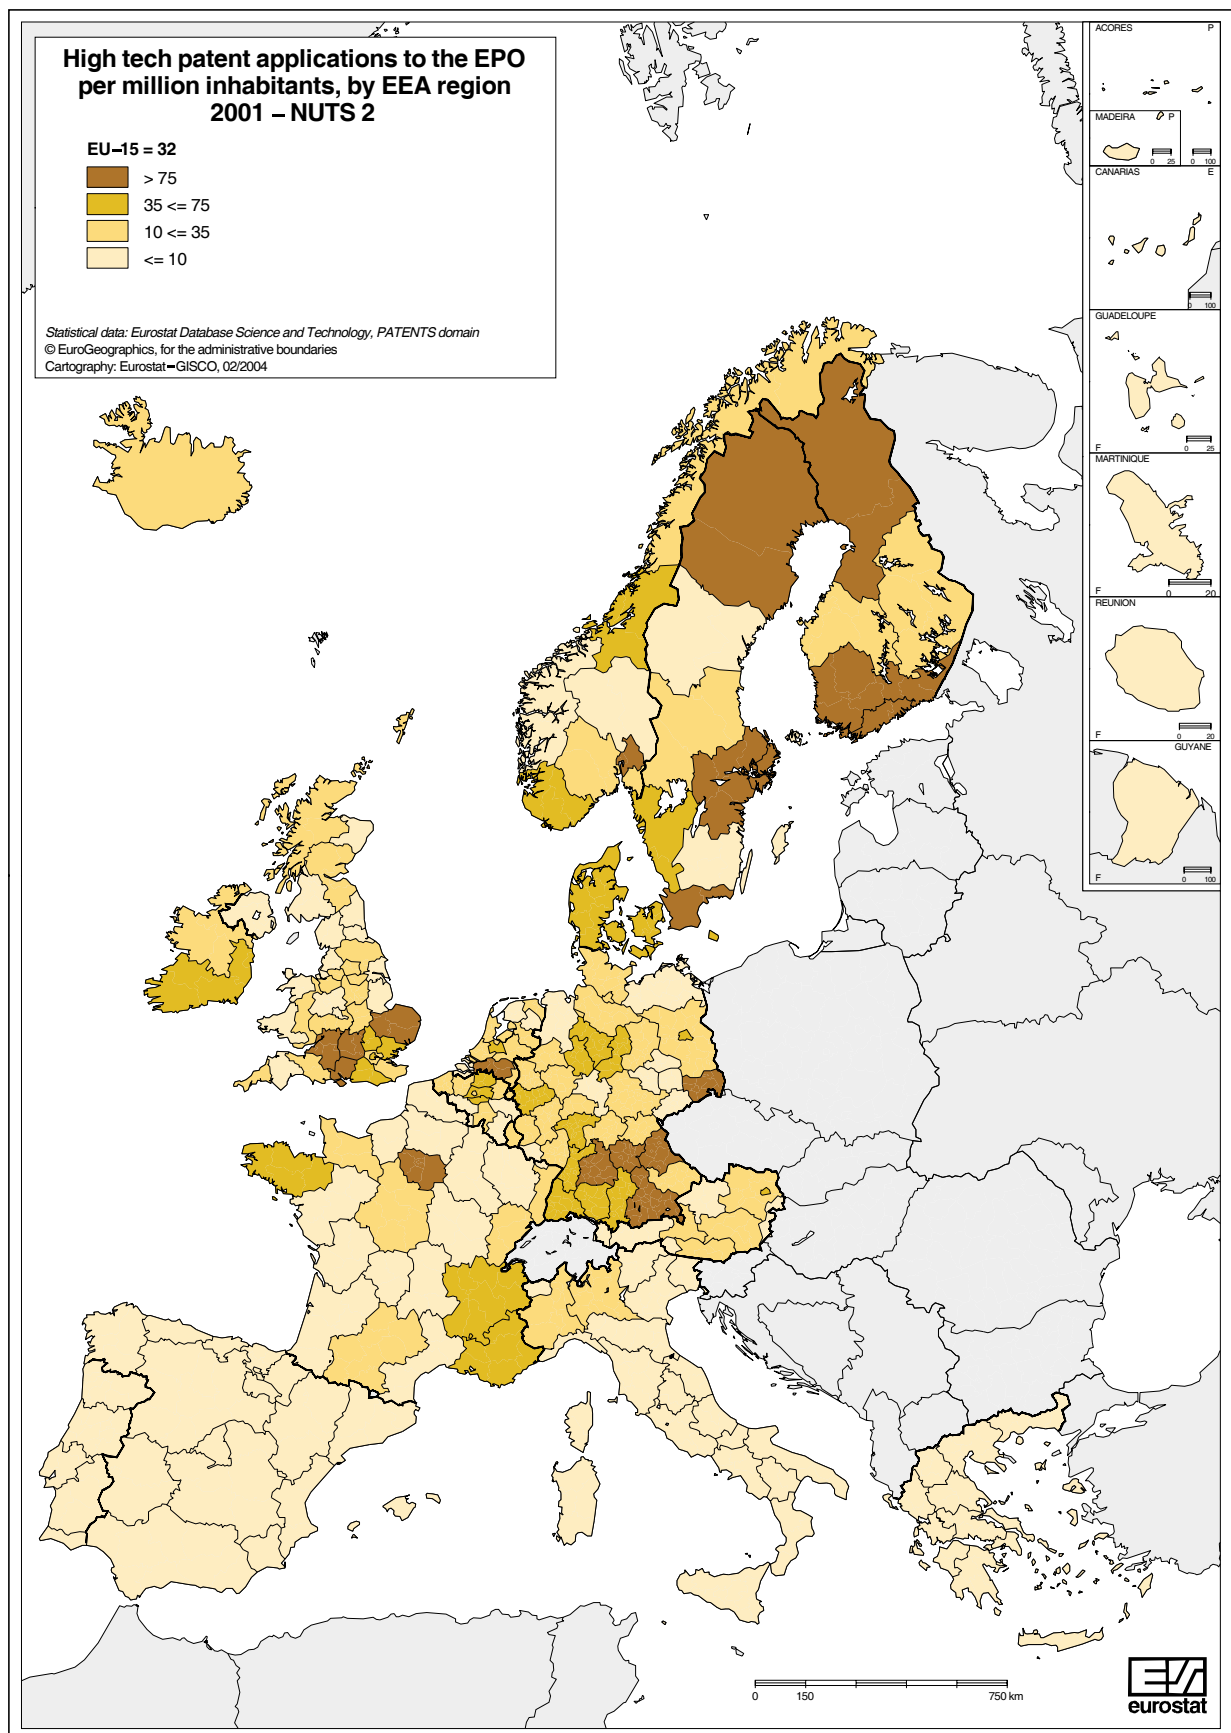 High tech patent applications to the EPO
per million inhabitants, by EEA region
2001 – NUTS 2
EU–15 = 32
> 75
35 <= 75
10 <= 35
<= 10
Statistical data: Eurostat Database Science and Technology, PATENTS domain
© EuroGeographics, for the administrative boundaries
Cartography: Eurostat–GISCO, 02/2004
ACORES P
MADEIRA P
0 25 0 100
CANARIAS E
0 100
GUADELOUPE
F 0 25
MARTINIQUE
F 0 20
REUNION
F 0 20
GUYANE
F 0 100
0 150 750 km
eurostat